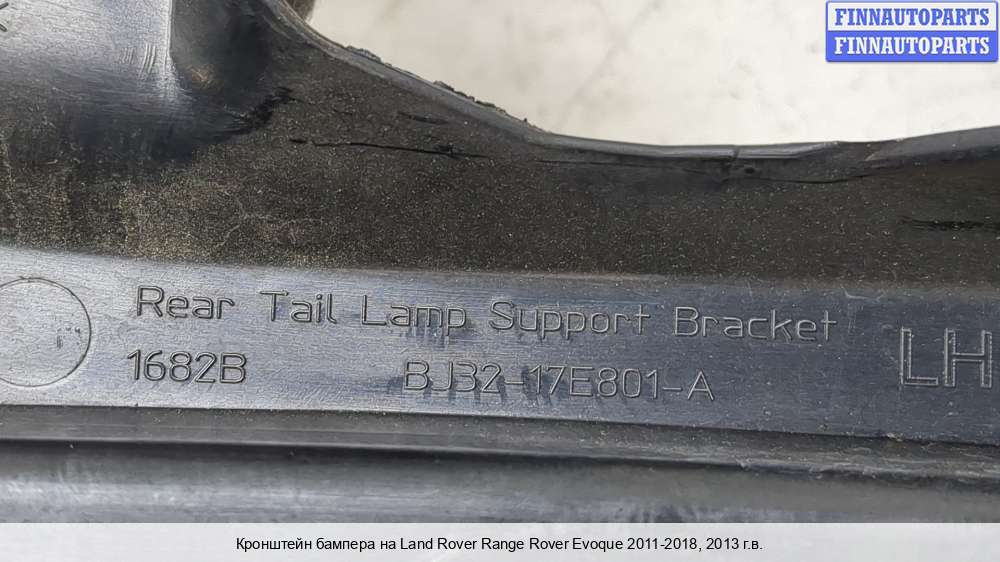 FINNAUTOPARTS
FINNAUTOPARTS
Rear Tail Lamp Support Bracket
1682B BJ32-17E801-A LH
Кронштейн бампера на Land Rover Range Rover Evoque 2011-2018, 2013 г.в.